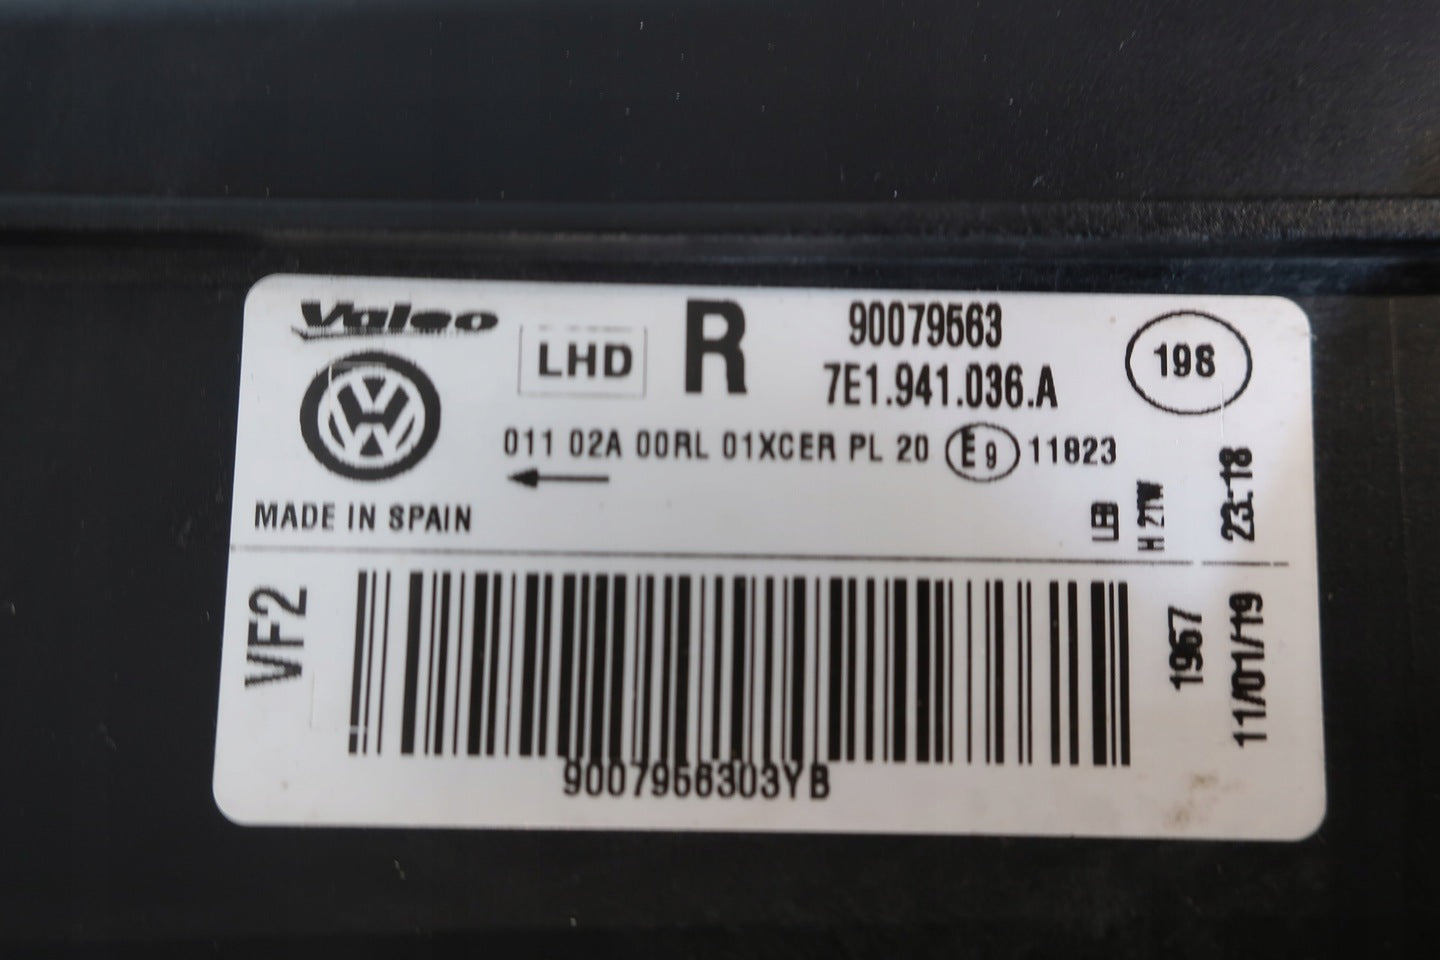 Valeo
LHD
R
90079563
7E1.941.036.A
198
011 02A 00RL 01XCER PL 20 E9 11823
MADE IN SPAIN
LED
H 21W
23:18
VF2
1967
11/01/19
9007956303YB